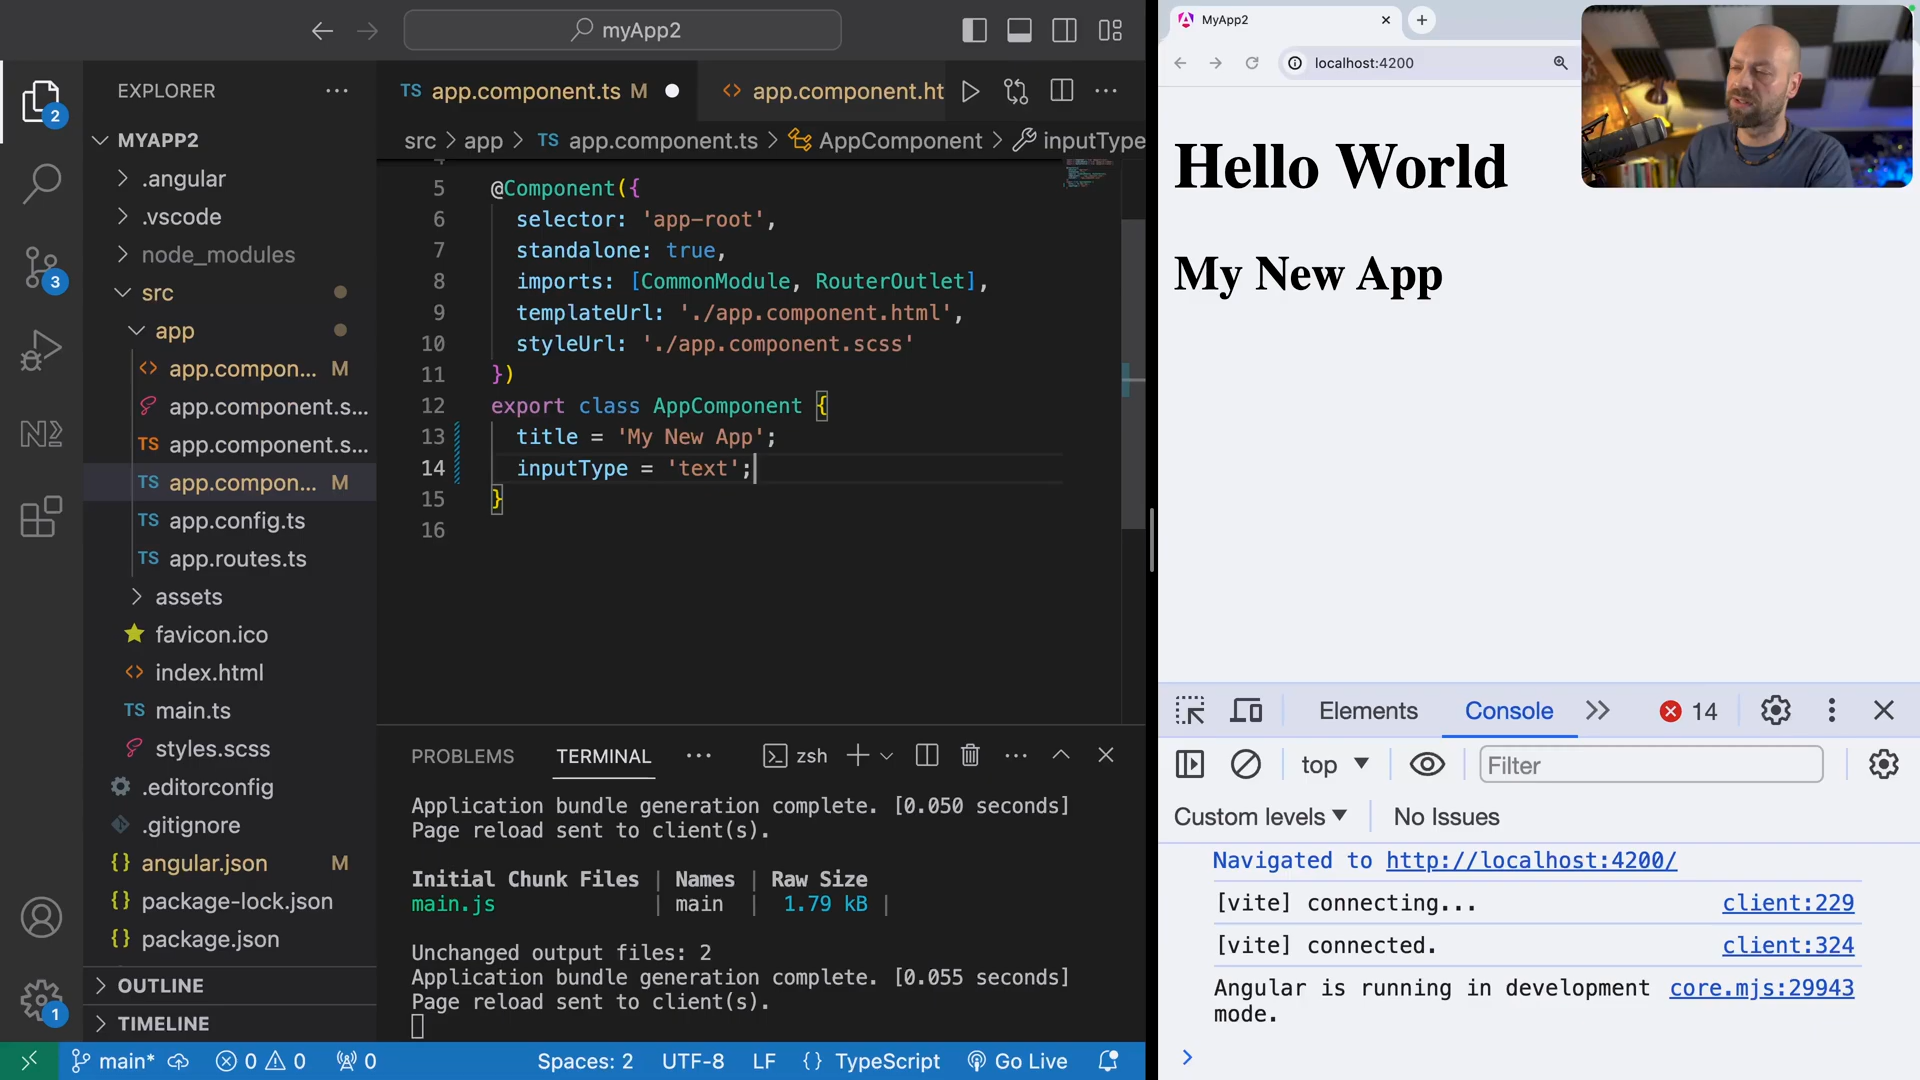 myApp2
EXPLORER
MYAPP2
.angular
.vscode
node_modules
src
app
app.compon... M
app.component.s...
TS app.component.s...
TS app.compon... M
TS app.config.ts
TS app.routes.ts
assets
favicon.ico
index.html
TS main.ts
styles.scss
.editorconfig
.gitignore
{} angular.json M
{} package-lock.json
{} package.json
OUTLINE
TIMELINE
2
3
1
TS app.component.ts M
app.component.ht
src > app > TS app.component.ts > AppComponent > inputType
5 @Component({
6 selector: 'app-root',
7 standalone: true,
8 imports: [CommonModule, RouterOutlet],
9 templateUrl: './app.component.html',
10 styleUrl: './app.component.scss'
11 })
12 export class AppComponent {
13 title = 'My New App';
14 inputType = 'text';
15 }
16
PROBLEMS TERMINAL zsh
Application bundle generation complete. [0.050 seconds]
Page reload sent to client(s).
Initial Chunk Files | Names | Raw Size
main.js | main | 1.79 kB |
Unchanged output files: 2
Application bundle generation complete. [0.055 seconds]
Page reload sent to client(s).
main* 0 0 0 Spaces: 2 UTF-8 LF {} TypeScript Go Live
MyApp2
localhost:4200
Hello World
My New App
Elements Console 14
top Filter
Custom levels No Issues
Navigated to http://localhost:4200/
[vite] connecting... client:229
[vite] connected. client:324
Angular is running in development core.mjs:29943
mode.